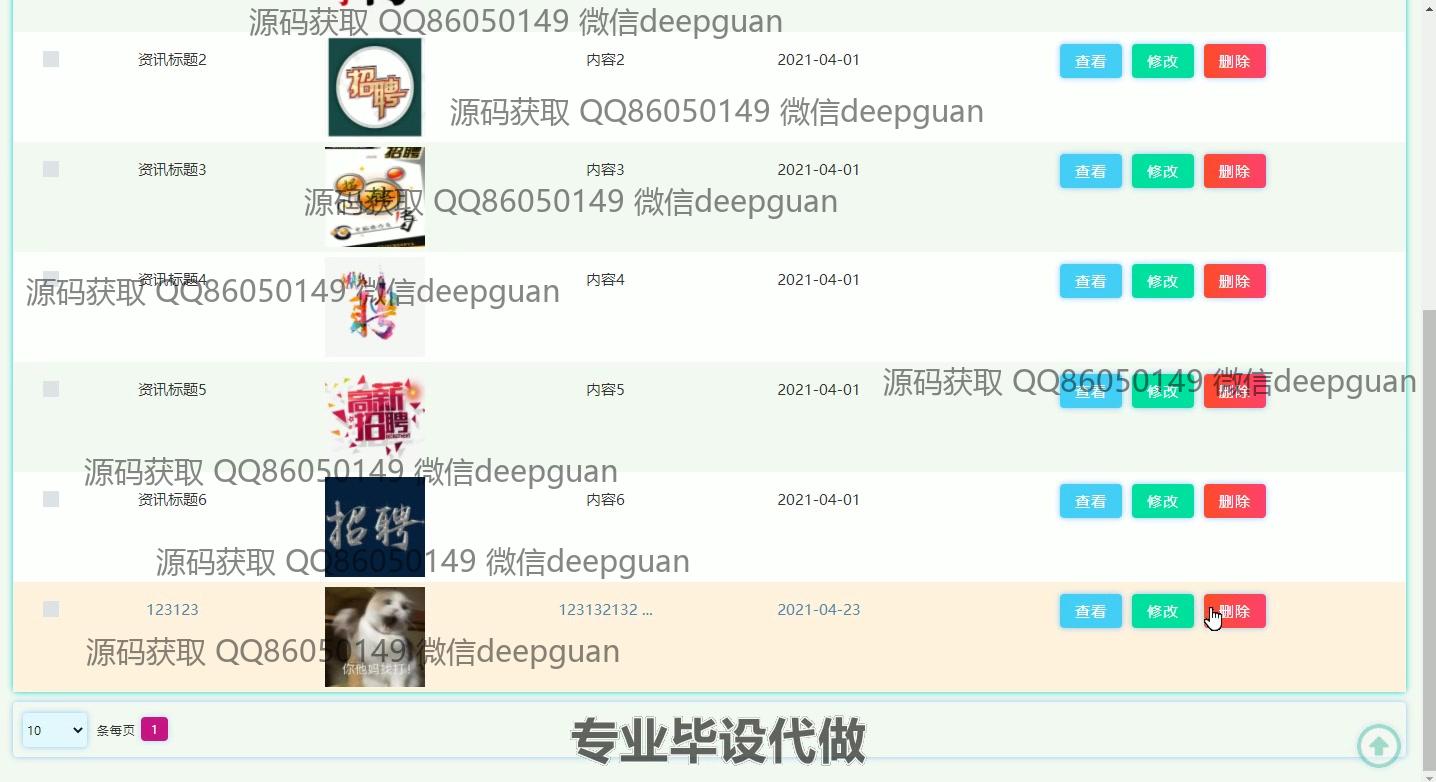 源码获取 QQ86050149 微信deepguan
资讯标题2 招聘 内容2 2021-04-01 查看 修改 删除
源码获取 QQ86050149 微信deepguan
招聘
资讯标题3 内容3 2021-04-01 查看 修改 删除
源码获取 QQ86050149 微信deepguan
资讯标题4 聘 内容4 2021-04-01 查看 修改 删除
源码获取 QQ86050149 微信deepguan
源码获取 QQ86050149 微信deepguan
资讯标题5 高新招聘 内容5 2021-04-01 查看 修改 删除
源码获取 QQ86050149 微信deepguan
资讯标题6 招聘 内容6 2021-04-01 查看 修改 删除
源码获取 QQ86050149 微信deepguan
123123 123132132 ... 2021-04-23 查看 修改 删除
源码获取 QQ86050149 微信deepguan
你他妈找打!
10 条每页 1
专业毕设代做